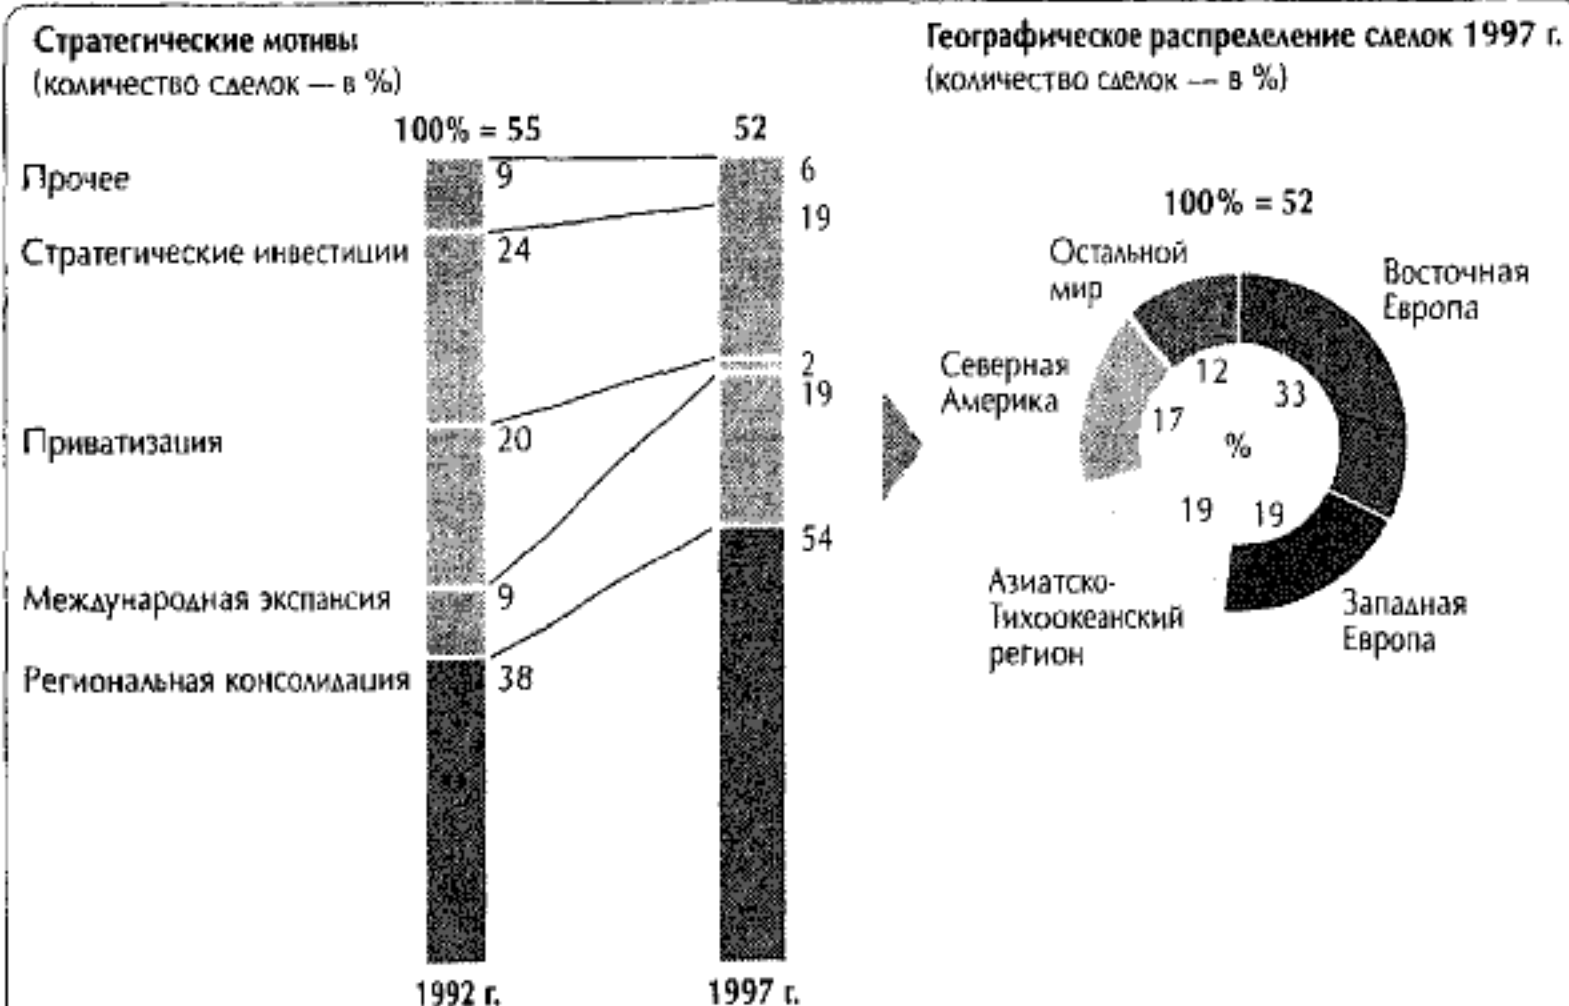 Стратегические мотивы
(количество сделок — в %)
100% = 55
52
Прочее
9
6
Стратегические инвестиции
24
19
Приватизация
20
2
Международная экспансия
9
19
Региональная консолидация
38
54
1992 г.
1997 г.
Географическое распределение сделок 1997 г.
(количество сделок — в %)
100% = 52
Остальной
мир
Восточная
Европа
Северная
Америка
12
33
17
%
19
19
Азиатско-
Тихоокеанский
регион
Западная
Европа